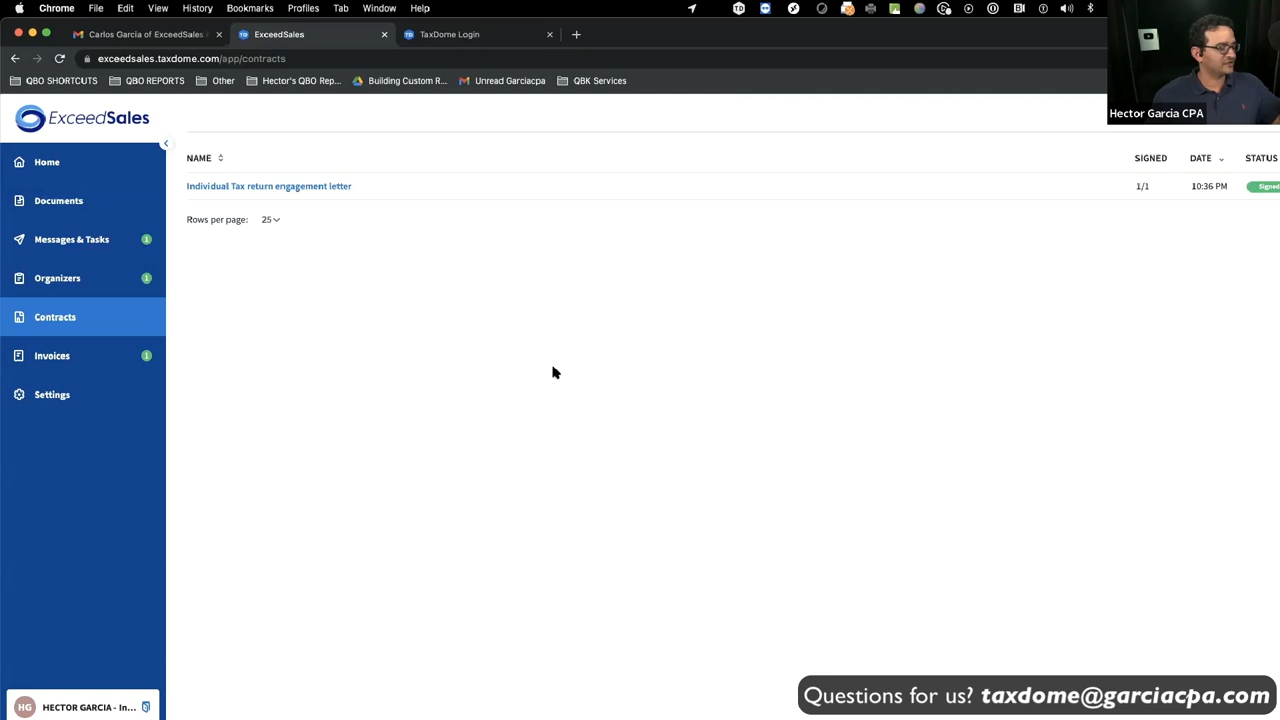 Chrome File Edit View History Bookmarks Profiles Tab Window Help
Carlos Garcia of ExceedSales ExceedSales TaxDome Login
exceedsales.taxdome.com/app/contracts
QBO SHORTCUTS QBO REPORTS Other Hector's QBO Rep... Building Custom R... Unread Garciacpa QBK Services
Hector Garcia CPA
ExceedSales
NAME SIGNED DATE STATUS
Individual Tax return engagement letter 1/1 10:36 PM Signed
Rows per page: 25
Home
Documents
Messages & Tasks 1
Organizers 1
Contracts
Invoices 1
Settings
HG HECTOR GARCIA - In...
Questions for us? taxdome@garciacpa.com